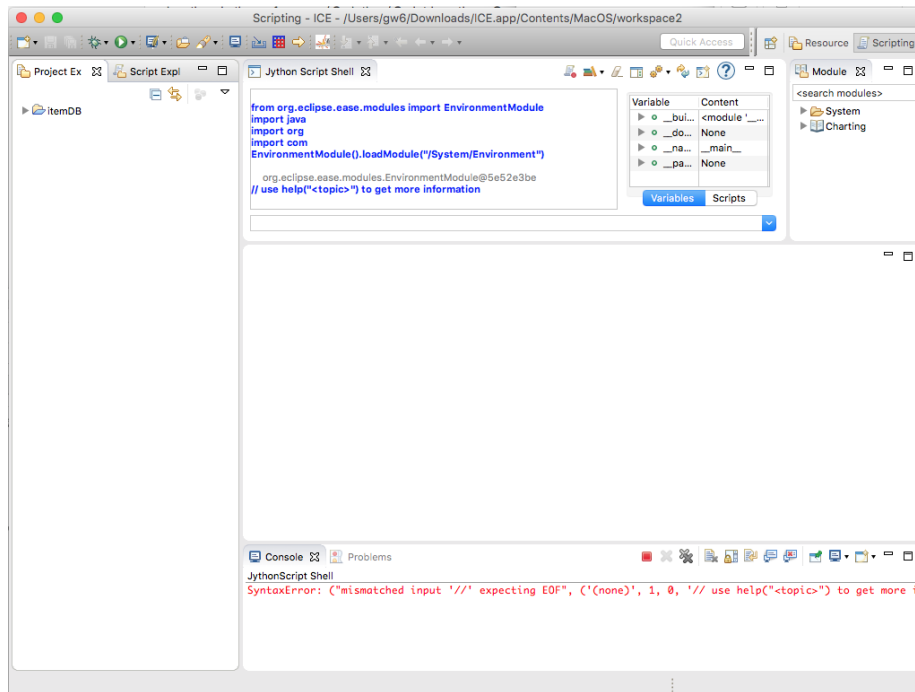 Scripting - ICE - /Users/gw6/Downloads/ICE.app/Contents/MacOS/workspace2
Quick Access
Resource
Scripting
Project Ex
Script Expl
itemDB
Jython Script Shell
from org.eclipse.ease.modules import EnvironmentModule
import java
import org
import com
EnvironmentModule().loadModule("/System/Environment")
org.eclipse.ease.modules.EnvironmentModule@5e52e3be
// use help("<topic>") to get more information
Variable Content
__bui... <module '__...
__do... None
__na... __main__
__pa... None
Variables Scripts
Module
<search modules>
System
Charting
Console
Problems
JythonScript Shell
SyntaxError: ("mismatched input '//' expecting EOF", ('(none)', 1, 0, '// use help("<topic>") to get more